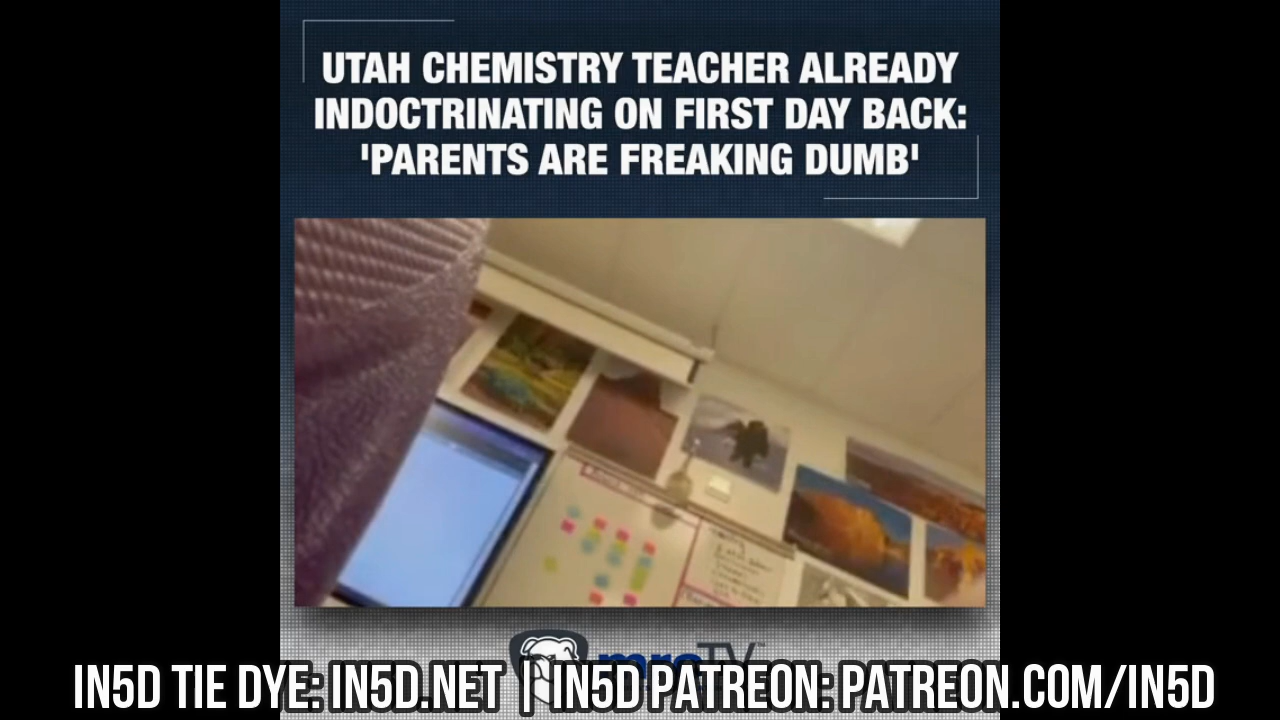 UTAH CHEMISTRY TEACHER ALREADY
INDOCTRINATING ON FIRST DAY BACK:
'PARENTS ARE FREAKING DUMB'
mrcTV
IN5D TIE DYE: IN5D.NET | IN5D PATREON: PATREON.COM/IN5D